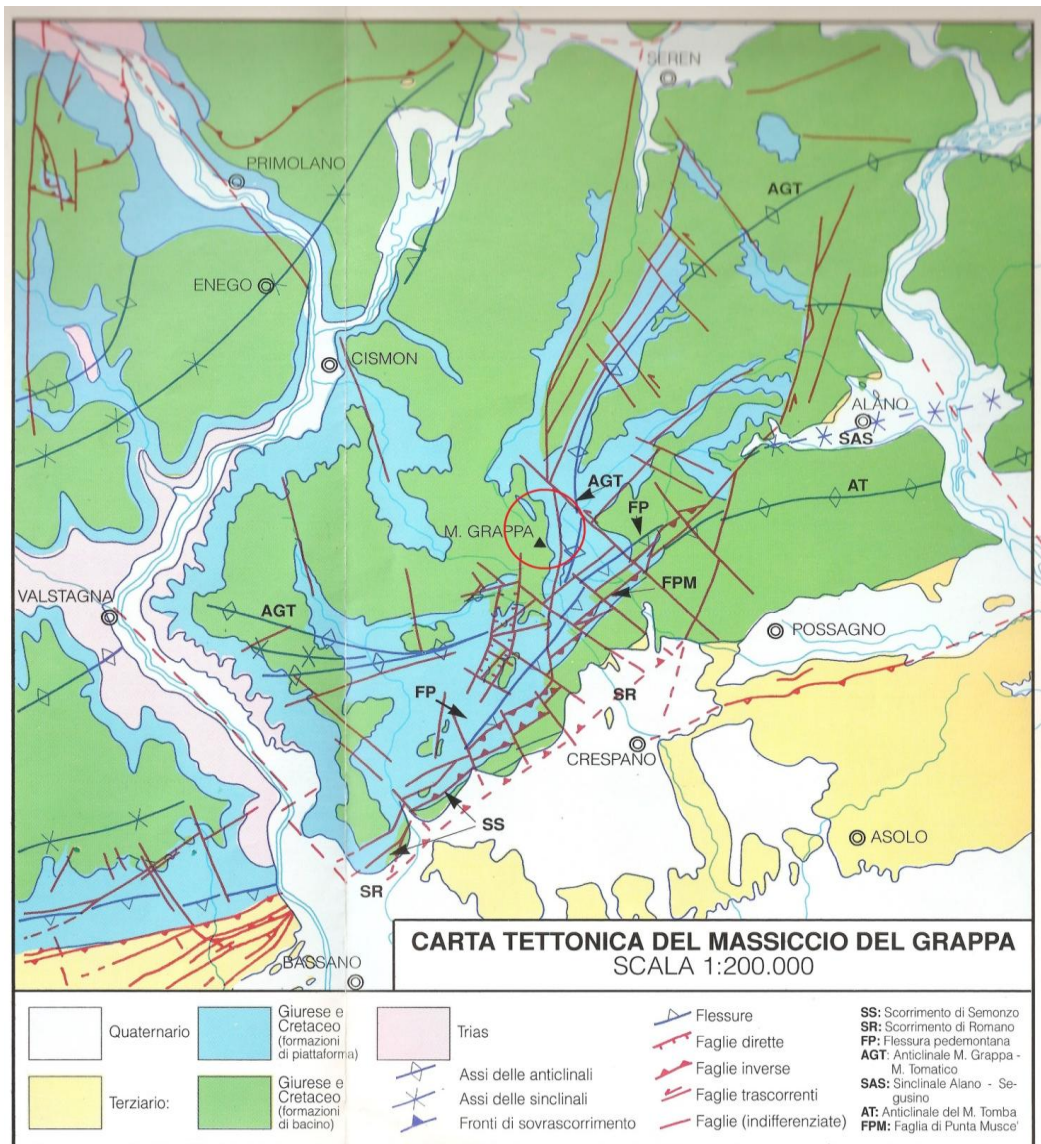 SEREN
PRIMOLANO
AGT
ENEGO
CISMON
ALANO
SAS
AGT
AT
FP
M. GRAPPA
FPM
VALSTAGNA
AGT
POSSAGNO
FP
SR
CRESPANO
SS
ASOLO
SR
BASSANO
CARTA TETTONICA DEL MASSICCIO DEL GRAPPA
SCALA 1:200.000
Quaternario
Terziario:
Giurese e
Cretaceo
(formazioni
di piattaforma)
Giurese e
Cretaceo
(formazioni
di bacino)
Trias
Assi delle anticlinali
Assi delle sinclinali
Fronti di sovrascorrimento
Flessure
Faglie dirette
Faglie inverse
Faglie trascorrenti
Faglie (indifferenziate)
SS: Scorrimento di Semonzo
SR: Scorrimento di Romano
FP: Flessura pedemontana
AGT: Anticlinale M. Grappa -
M. Tomatico
SAS: Sinclinale Alano - Se-
gusino
AT: Anticlinale del M. Tomba
FPM: Faglia di Punta Musce'